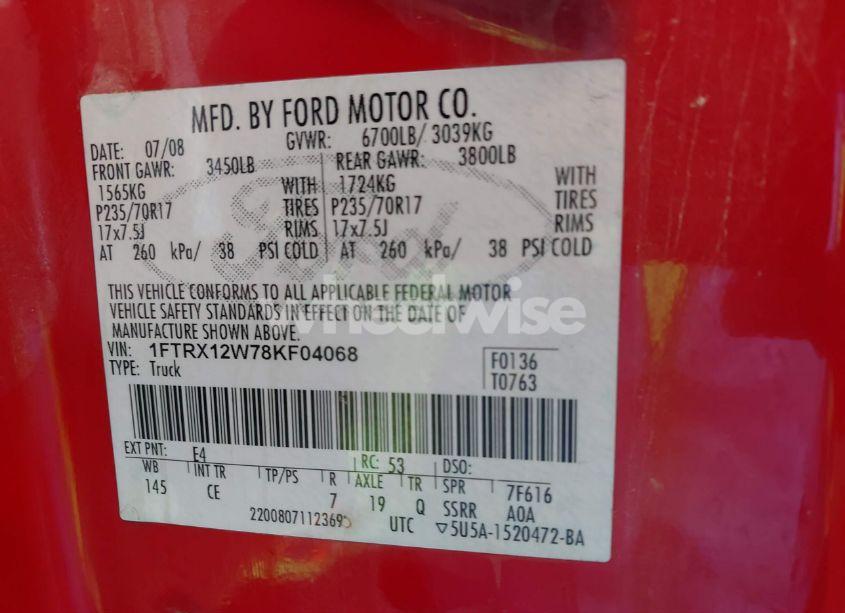 MFD. BY FORD MOTOR CO.
DATE: 07/08 GVWR: 6700LB/ 3039KG
FRONT GAWR: 3450LB REAR GAWR: 3800LB
1565KG WITH 1724KG WITH
P235/70R17 TIRES P235/70R17 TIRES
17x7.5J RIMS 17x7.5J RIMS
AT 260 kPa/ 38 PSI COLD AT 260 kPa/ 38 PSI COLD
Ford
THIS VEHICLE CONFORMS TO ALL APPLICABLE FEDERAL MOTOR
VEHICLE SAFETY STANDARDS IN EFFECT ON THE DATE OF
MANUFACTURE SHOWN ABOVE.
wheelwise
VIN: 1FTRX12W78KF04068 F0136
TYPE: Truck T0763
EXT PNT: E4 RC: 53 DSO:
WB INT TR TP/PS R AXLE TR SPR 7F616
145 CE 7 19 Q SSRR A0A
2200807112369 UTC ▽5U5A-1520472-BA